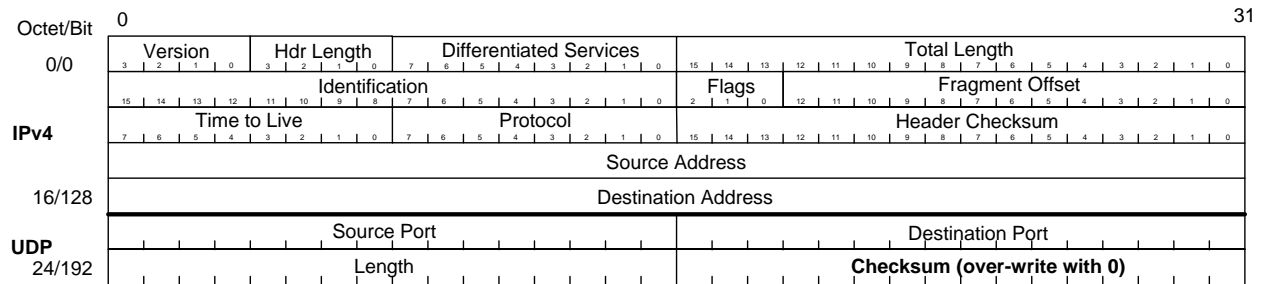 Octet/Bit 0 31
0/0 Version Hdr Length Differentiated Services Total Length
3 2 1 0 3 2 1 0 7 6 5 4 3 2 1 0 15 14 13 12 11 10 9 8 7 6 5 4 3 2 1 0
Identification Flags Fragment Offset
15 14 13 12 11 10 9 8 7 6 5 4 3 2 1 0 2 1 0 12 11 10 9 8 7 6 5 4 3 2 1 0
IPv4 Time to Live Protocol Header Checksum
7 6 5 4 3 2 1 0 7 6 5 4 3 2 1 0 15 14 13 12 11 10 9 8 7 6 5 4 3 2 1 0
Source Address
16/128 Destination Address
UDP Source Port Destination Port
24/192 Length Checksum (over-write with 0)